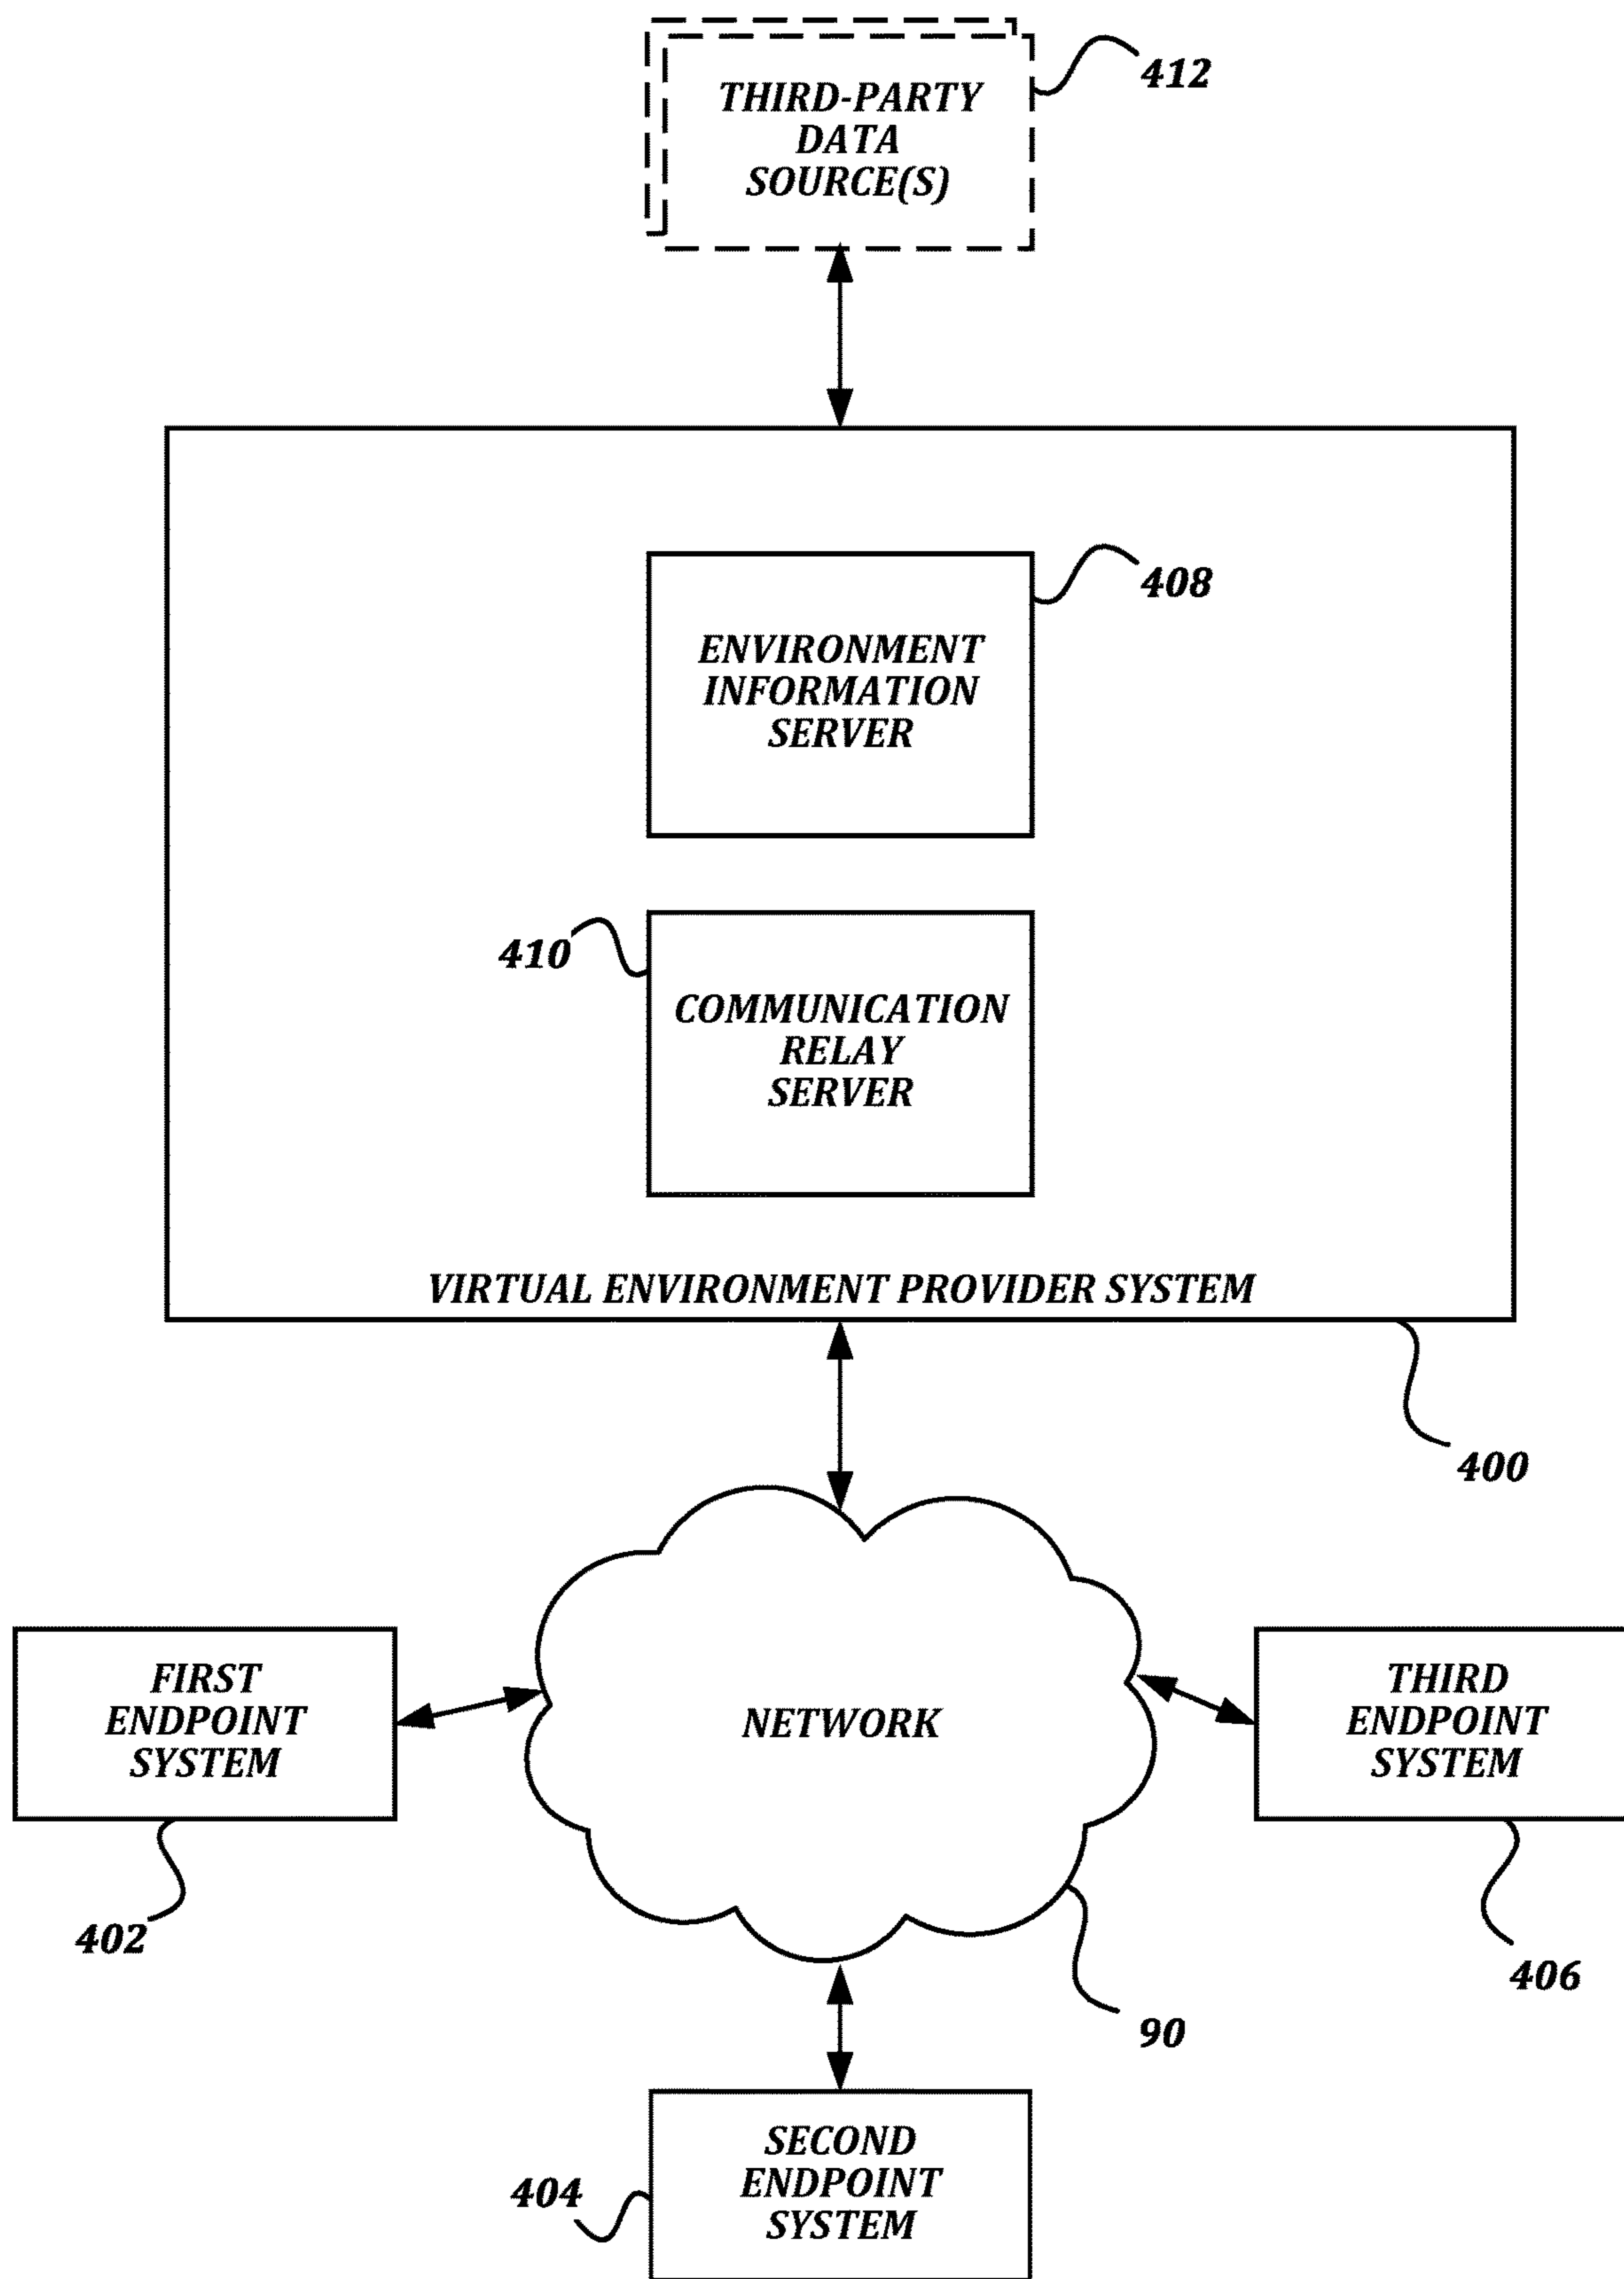 THIRD-PARTY
DATA
SOURCE(S)
412
ENVIRONMENT
INFORMATION
SERVER
408
410
COMMUNICATION
RELAY
SERVER
VIRTUAL ENVIRONMENT PROVIDER SYSTEM
400
FIRST
ENDPOINT
SYSTEM
402
NETWORK
90
THIRD
ENDPOINT
SYSTEM
406
SECOND
ENDPOINT
SYSTEM
404